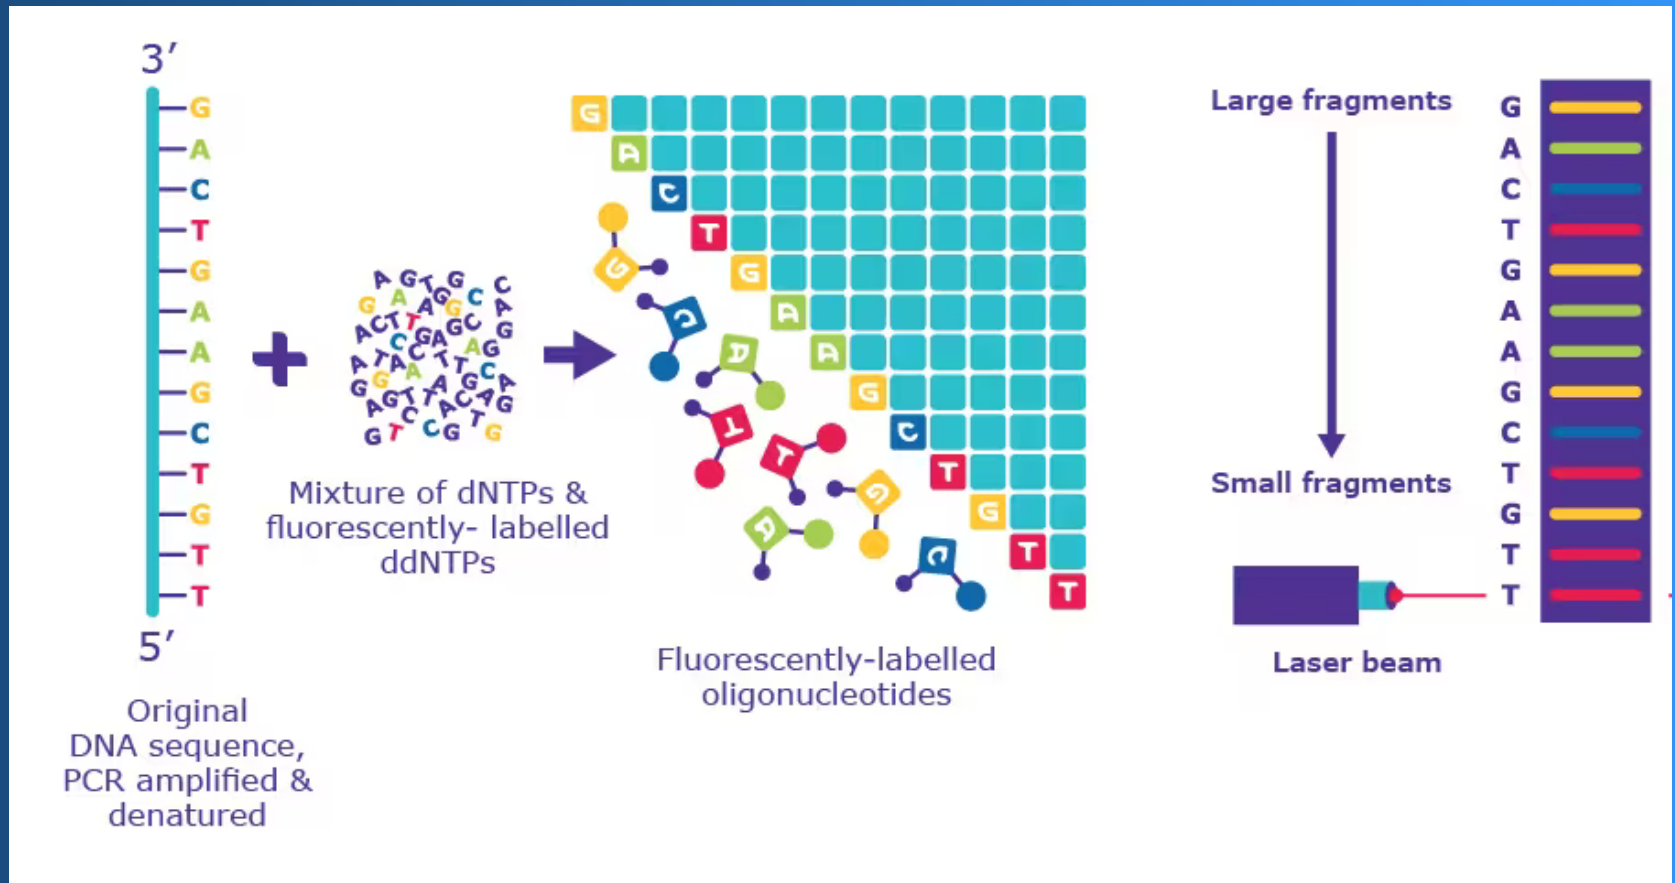 3′
G
A
C
T
G
A
A
G
C
T
G
T
T
5′
Original
DNA sequence,
PCR amplified &
denatured
Mixture of dNTPs &
fluorescently- labelled
ddNTPs
G
A
C
T
G
A
A
G
C
T
G
T
T
Fluorescently-labelled
oligonucleotides
Large fragments
Small fragments
G
A
C
T
G
A
A
G
C
T
G
T
T
Laser beam